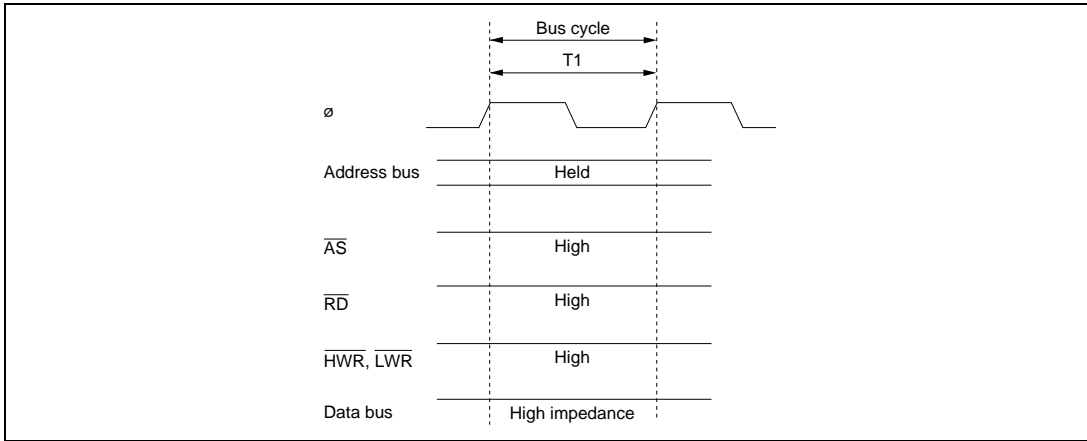 Bus cycle
T1
ø
Address bus Held
AS High
RD High
HWR, LWR High
Data bus High impedance